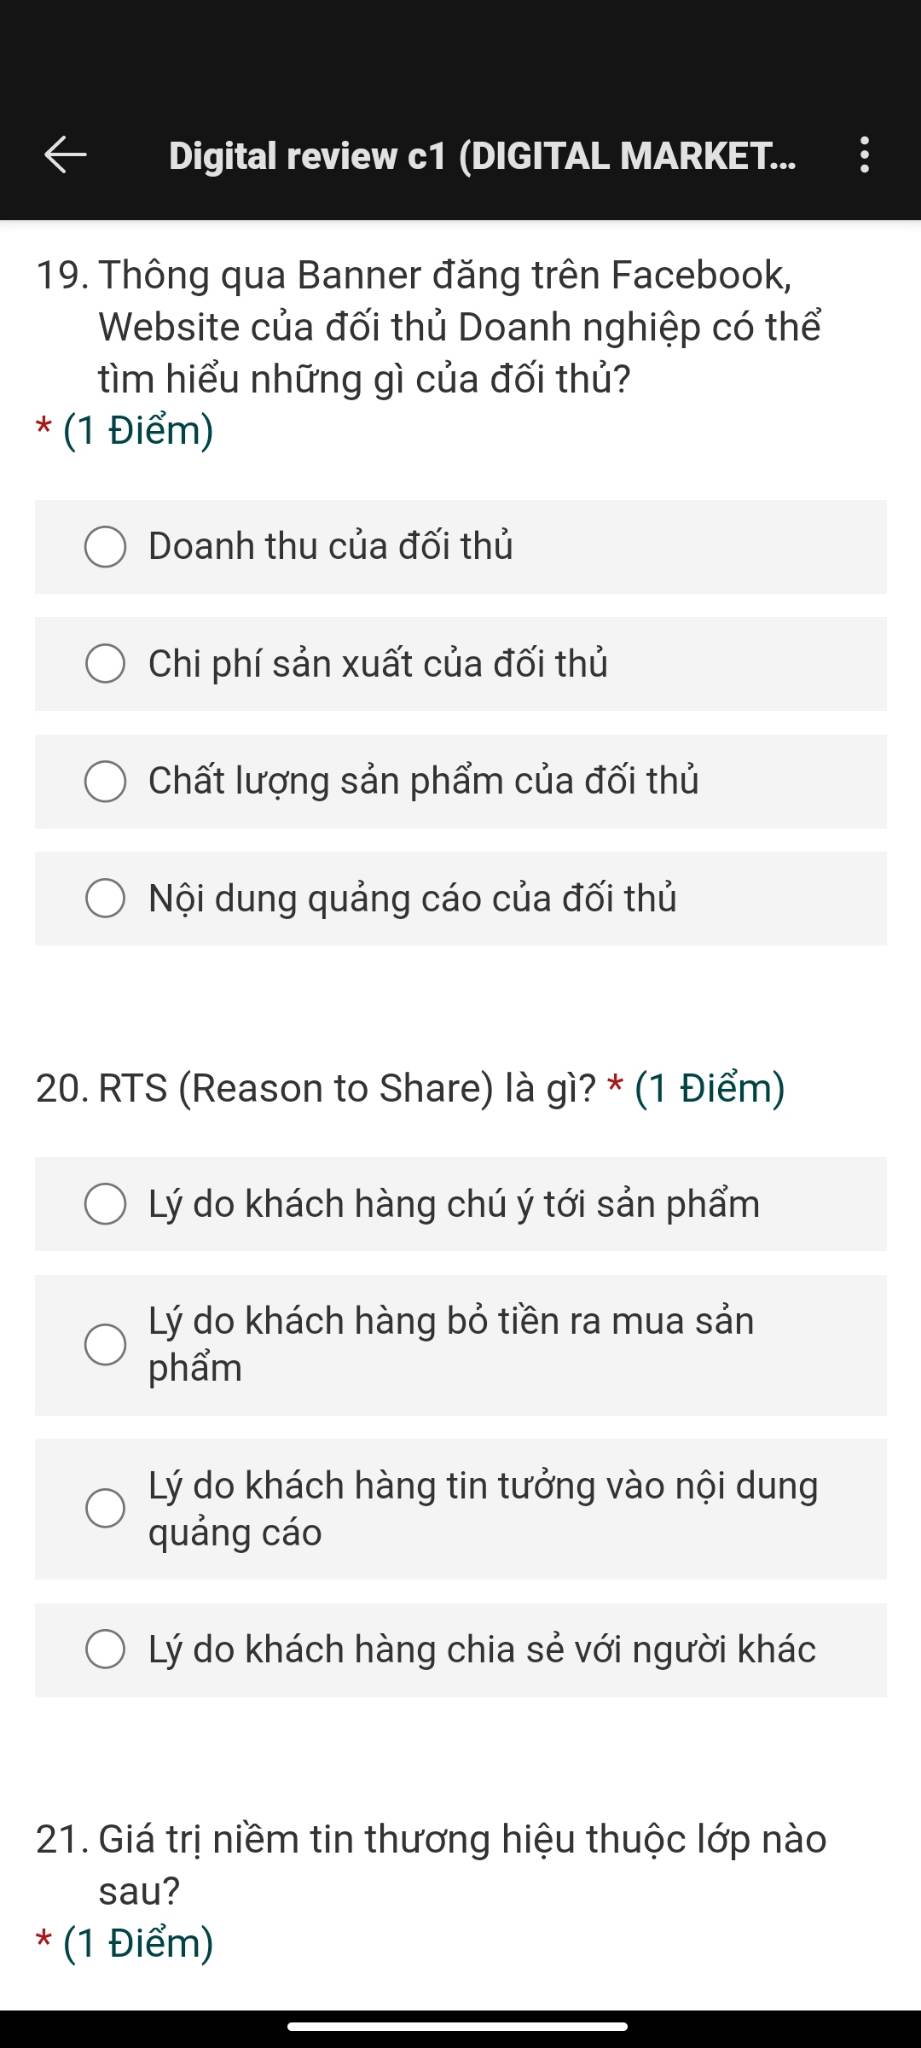 Digital review c1 (DIGITAL MARKET...
19. Thông qua Banner đăng trên Facebook,
Website của đối thủ Doanh nghiệp có thể
tìm hiểu những gì của đối thủ?
* (1 Điểm)
Doanh thu của đối thủ
Chi phí sản xuất của đối thủ
Chất lượng sản phẩm của đối thủ
Nội dung quảng cáo của đối thủ
20. RTS (Reason to Share) là gì? * (1 Điểm)
Lý do khách hàng chú ý tới sản phẩm
Lý do khách hàng bỏ tiền ra mua sản
phẩm
Lý do khách hàng tin tưởng vào nội dung
quảng cáo
Lý do khách hàng chia sẻ với người khác
21. Giá trị niềm tin thương hiệu thuộc lớp nào
sau?
* (1 Điểm)